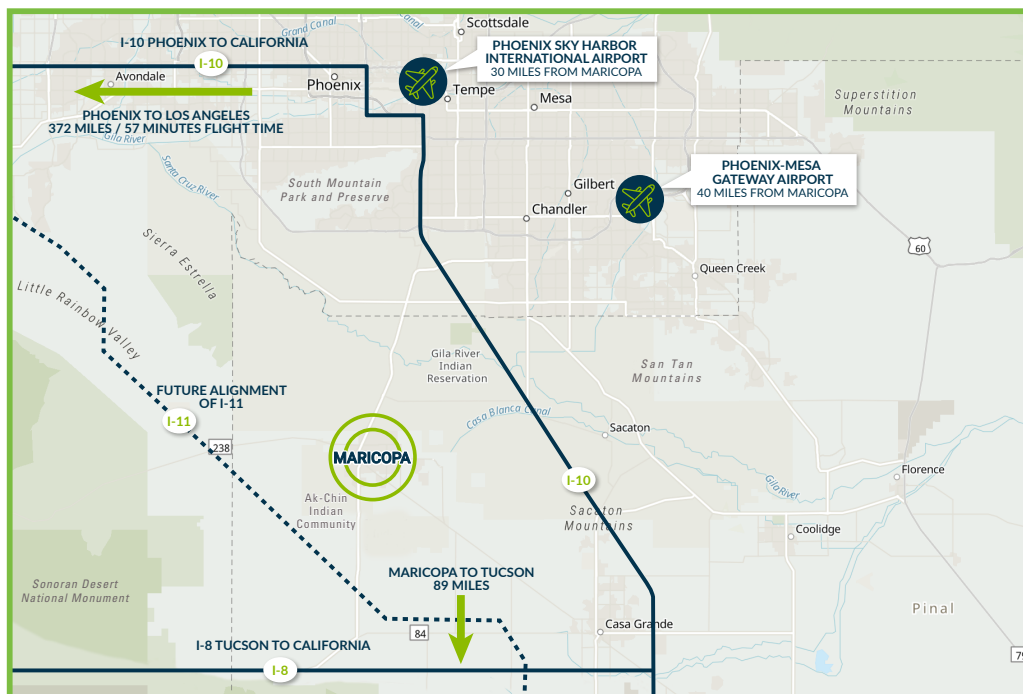 Scottsdale
Grand Canal
I-10 PHOENIX TO CALIFORNIA
I-10
PHOENIX SKY HARBOR
INTERNATIONAL AIRPORT
30 MILES FROM MARICOPA
Avondale
Phoenix
Tempe
Mesa
Superstition
Mountains
PHOENIX TO LOS ANGELES
372 MILES / 57 MINUTES FLIGHT TIME
Gila River
Santa Cruz River
South Mountain
Park and Preserve
PHOENIX-MESA
GATEWAY AIRPORT
40 MILES FROM MARICOPA
Gilbert
Chandler
60
Sierra Estrella
Queen Creek
Little Rainbow Valley
Gila River
Indian
Reservation
San Tan
Mountains
FUTURE ALIGNMENT
OF I-11
I-11
238
Casa Blanca Canal
Sacaton
MARICOPA
I-10
Florence
Gila River
Ak-Chin
Indian
Community
Sacaton
Mountains
Coolidge
MARICOPA TO TUCSON
89 MILES
Sonoran Desert
National Monument
Pinal
84
Casa Grande
I-8 TUCSON TO CALIFORNIA
I-8
79